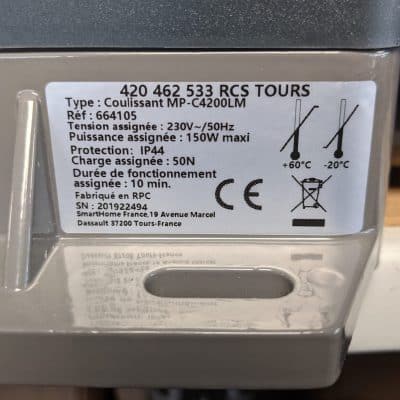 420 462 533 RCS TOURS
Type : Coulissant MP-C4200LM
Réf : 664105
Tension assignée : 230V~/50Hz
Puissance assignée : 150W maxi
Protection: IP44
Charge assignée : 50N
Durée de fonctionnement
assignée : 10 min.
Fabriqué en RPC
SN : 201922494
SmartHome France,19 Avenue Marcel
Dassault 37200 Tours-France
+60°C -20°C
CE